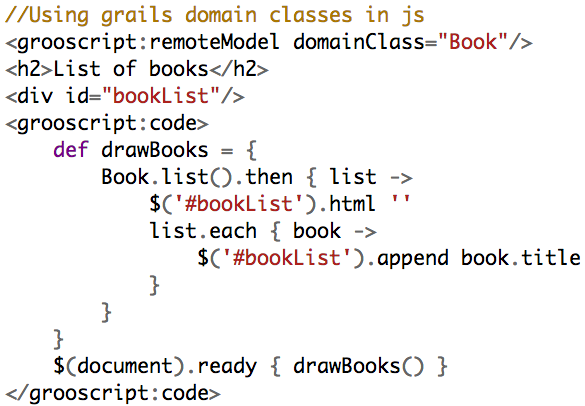 //Using grails domain classes in js
<grooscript:remoteModel domainClass="Book"/>
<h2>List of books</h2>
<div id="bookList"/>
<grooscript:code>
    def drawBooks = {
        Book.list().then { list ->
            $('#bookList').html ''
            list.each { book ->
                $('#bookList').append book.title
            }
        }
    }
    $(document).ready { drawBooks() }
</grooscript:code>